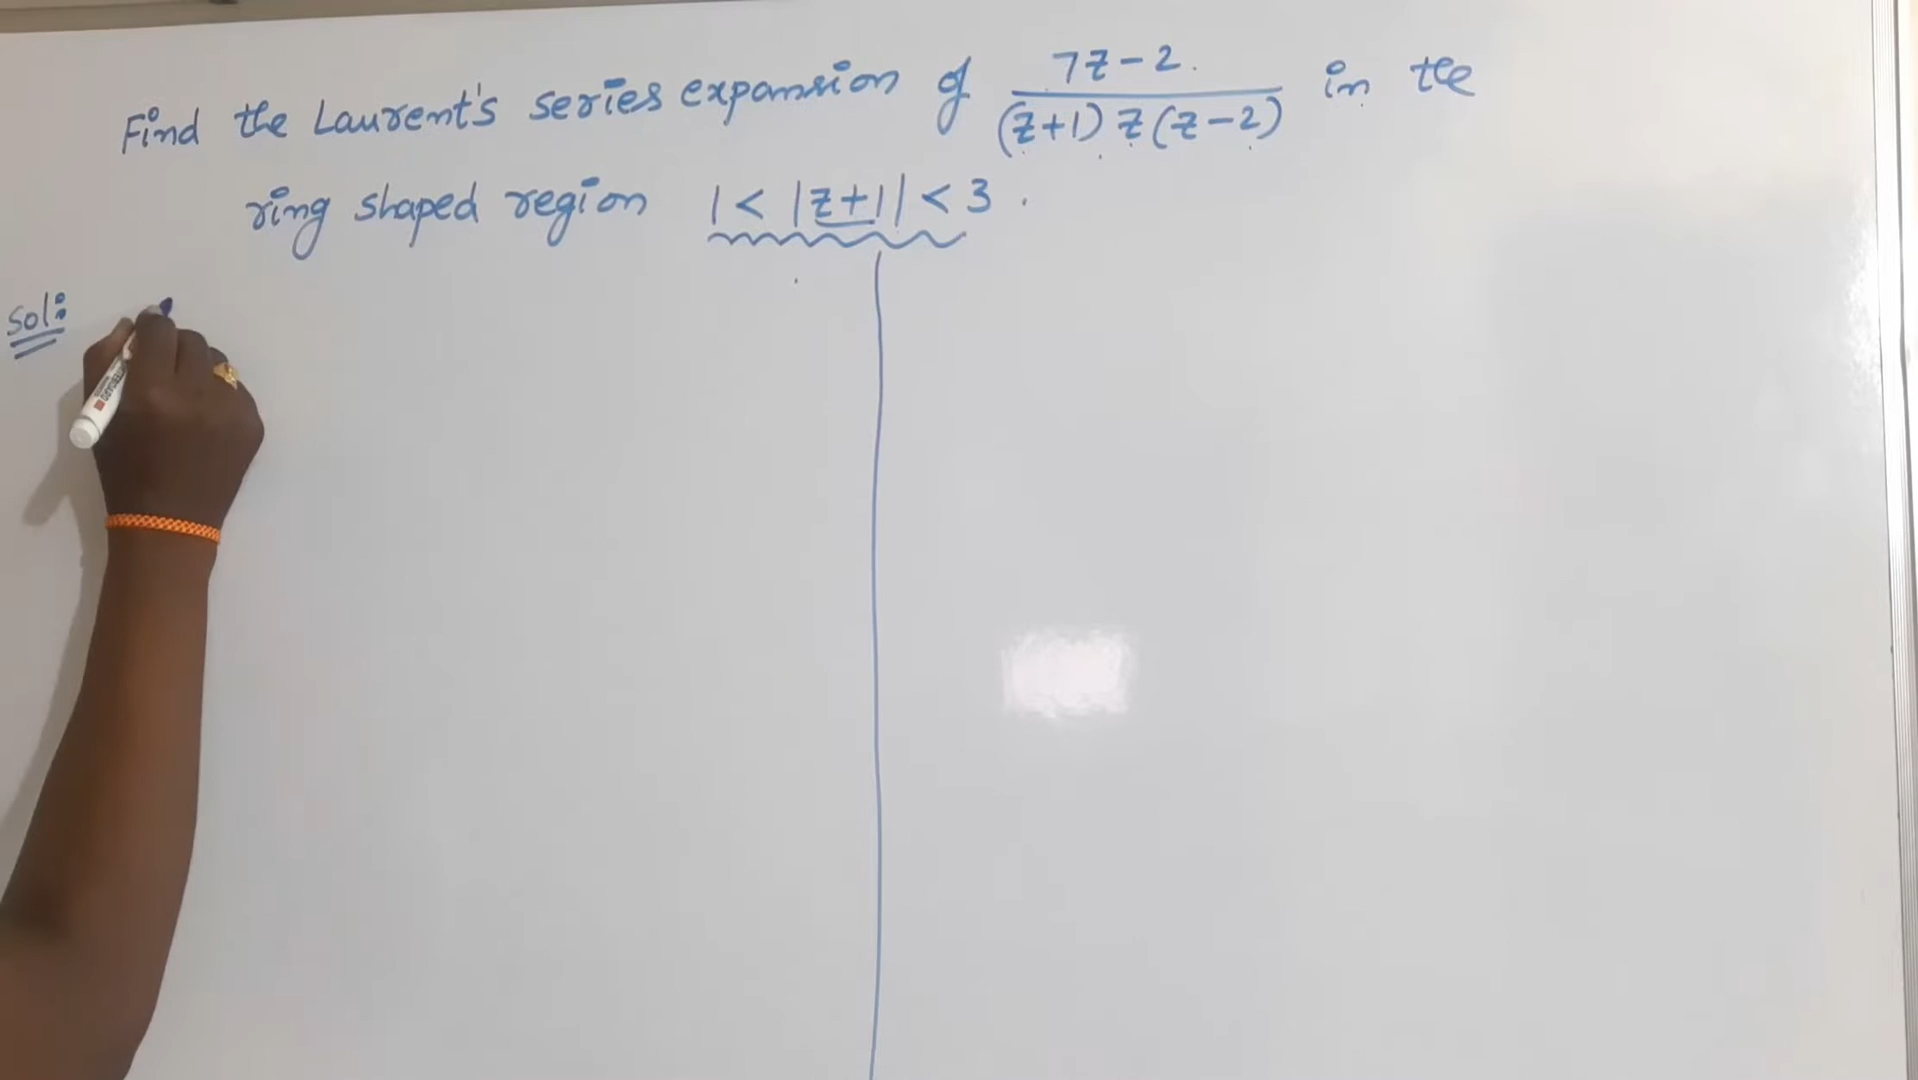 Find the Laurent's series expansion of \frac{7z-2}{(z+1) z (z-2)} in the
ring shaped region 1 < |z+1| < 3.
Sol: